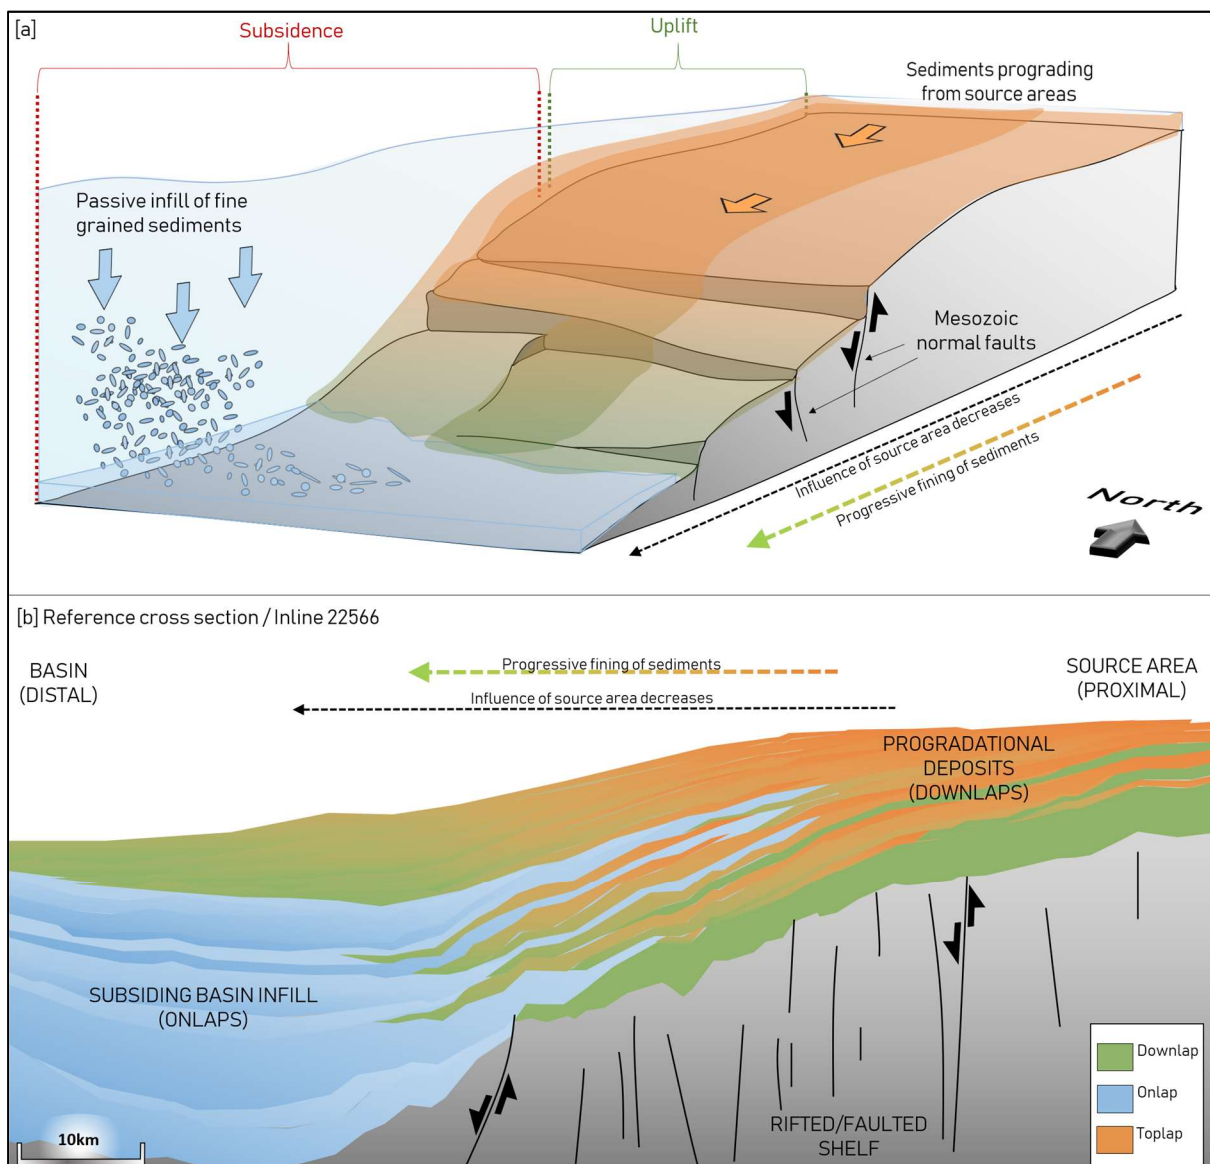 [a]
Subsidence
Uplift
Sediments prograding
from source areas
Passive infill of fine
grained sediments
Mesozoic
normal faults
Influence of source area decreases
Progressive fining of sediments
North
[b] Reference cross section / Inline 22566
BASIN
(DISTAL)
Progressive fining of sediments
SOURCE AREA
(PROXIMAL)
Influence of source area decreases
PROGRADATIONAL
DEPOSITS
(DOWNLAPS)
SUBSIDING BASIN INFILL
(ONLAPS)
Downlap
Onlap
Toplap
RIFTED/FAULTED
SHELF
10km